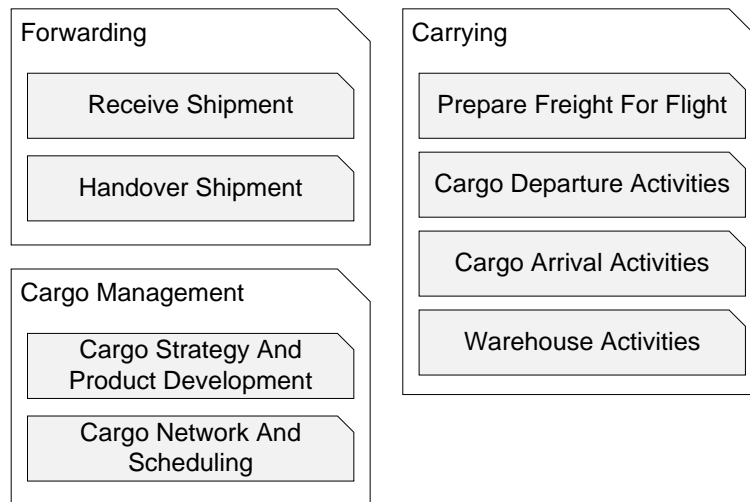 Forwarding
Receive Shipment
Handover Shipment
Cargo Management
Cargo Strategy And
Product Development
Cargo Network And
Scheduling
Carrying
Prepare Freight For Flight
Cargo Departure Activities
Cargo Arrival Activities
Warehouse Activities